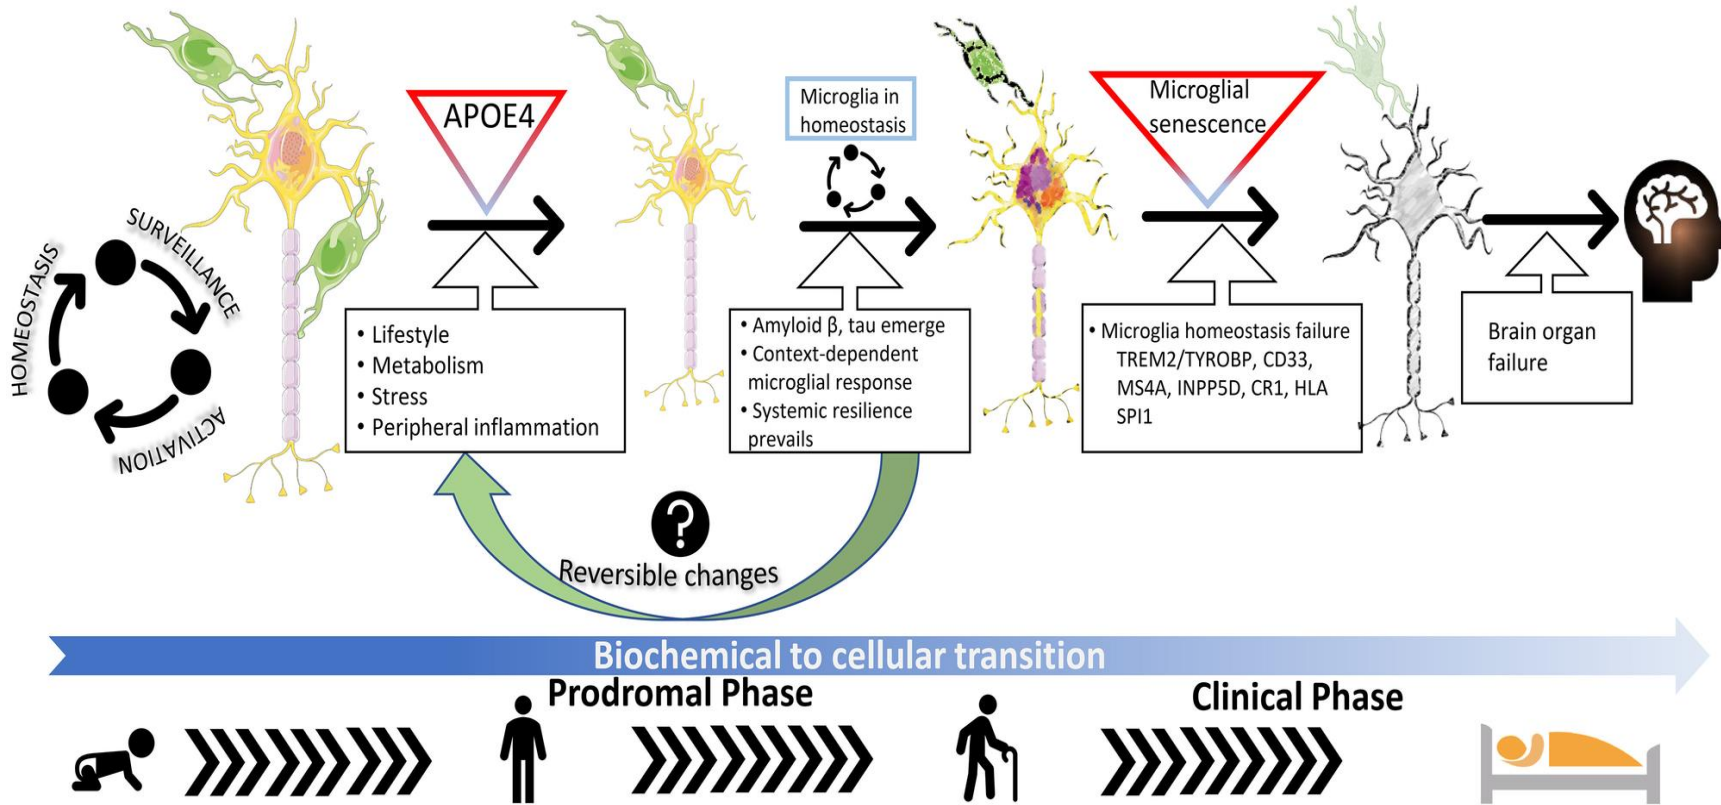 HOMEOSTASIS
SURVEILLANCE
ACTIVATION
APOE4
• Lifestyle
• Metabolism
• Stress
• Peripheral inflammation
Microglia in
homeostasis
• Amyloid β, tau emerge
• Context-dependent
microglial response
• Systemic resilience
prevails
Microglial
senescence
• Microglia homeostasis failure
TREM2/TYROBP, CD33,
MS4A, INPP5D, CR1, HLA
SPI1
Brain organ
failure
?
Reversible changes
Biochemical to cellular transition
Prodromal Phase
Clinical Phase